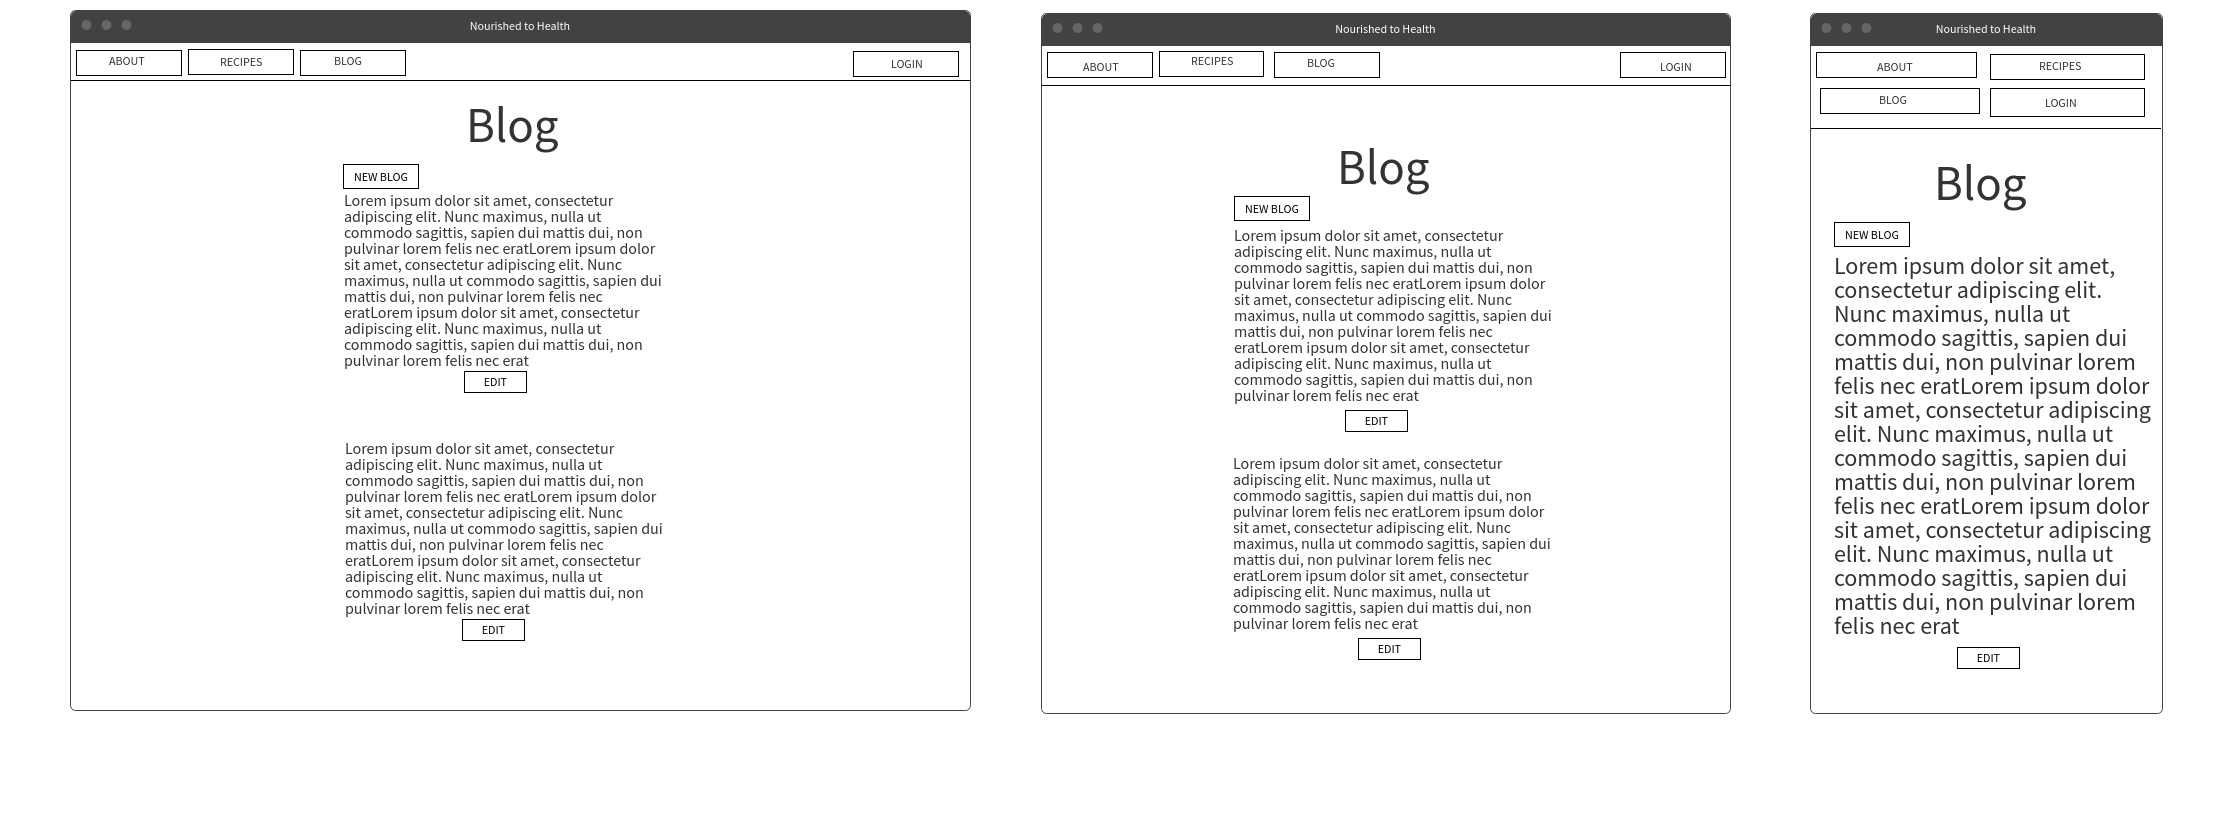 Nourished to Health
ABOUT
RECIPES
BLOG
LOGIN
Blog
NEW BLOG
Lorem ipsum dolor sit amet, consectetur
adipiscing elit. Nunc maximus, nulla ut
commodo sagittis, sapien dui mattis dui, non
pulvinar lorem felis nec eratLorem ipsum dolor
sit amet, consectetur adipiscing elit. Nunc
maximus, nulla ut commodo sagittis, sapien dui
mattis dui, non pulvinar lorem felis nec
eratLorem ipsum dolor sit amet, consectetur
adipiscing elit. Nunc maximus, nulla ut
commodo sagittis, sapien dui mattis dui, non
pulvinar lorem felis nec erat
EDIT
Lorem ipsum dolor sit amet, consectetur
adipiscing elit. Nunc maximus, nulla ut
commodo sagittis, sapien dui mattis dui, non
pulvinar lorem felis nec eratLorem ipsum dolor
sit amet, consectetur adipiscing elit. Nunc
maximus, nulla ut commodo sagittis, sapien dui
mattis dui, non pulvinar lorem felis nec
eratLorem ipsum dolor sit amet, consectetur
adipiscing elit. Nunc maximus, nulla ut
commodo sagittis, sapien dui mattis dui, non
pulvinar lorem felis nec erat
EDIT
Nourished to Health
ABOUT
RECIPES
BLOG
LOGIN
Blog
NEW BLOG
Lorem ipsum dolor sit amet, consectetur
adipiscing elit. Nunc maximus, nulla ut
commodo sagittis, sapien dui mattis dui, non
pulvinar lorem felis nec eratLorem ipsum dolor
sit amet, consectetur adipiscing elit. Nunc
maximus, nulla ut commodo sagittis, sapien dui
mattis dui, non pulvinar lorem felis nec
eratLorem ipsum dolor sit amet, consectetur
adipiscing elit. Nunc maximus, nulla ut
commodo sagittis, sapien dui mattis dui, non
pulvinar lorem felis nec erat
EDIT
Lorem ipsum dolor sit amet, consectetur
adipiscing elit. Nunc maximus, nulla ut
commodo sagittis, sapien dui mattis dui, non
pulvinar lorem felis nec eratLorem ipsum dolor
sit amet, consectetur adipiscing elit. Nunc
maximus, nulla ut commodo sagittis, sapien dui
mattis dui, non pulvinar lorem felis nec
eratLorem ipsum dolor sit amet, consectetur
adipiscing elit. Nunc maximus, nulla ut
commodo sagittis, sapien dui mattis dui, non
pulvinar lorem felis nec erat
EDIT
Nourished to Health
ABOUT
RECIPES
BLOG
LOGIN
Blog
NEW BLOG
Lorem ipsum dolor sit amet,
consectetur adipiscing elit.
Nunc maximus, nulla ut
commodo sagittis, sapien dui
mattis dui, non pulvinar lorem
felis nec eratLorem ipsum dolor
sit amet, consectetur adipiscing
elit. Nunc maximus, nulla ut
commodo sagittis, sapien dui
mattis dui, non pulvinar lorem
felis nec eratLorem ipsum dolor
sit amet, consectetur adipiscing
elit. Nunc maximus, nulla ut
commodo sagittis, sapien dui
mattis dui, non pulvinar lorem
felis nec erat
EDIT